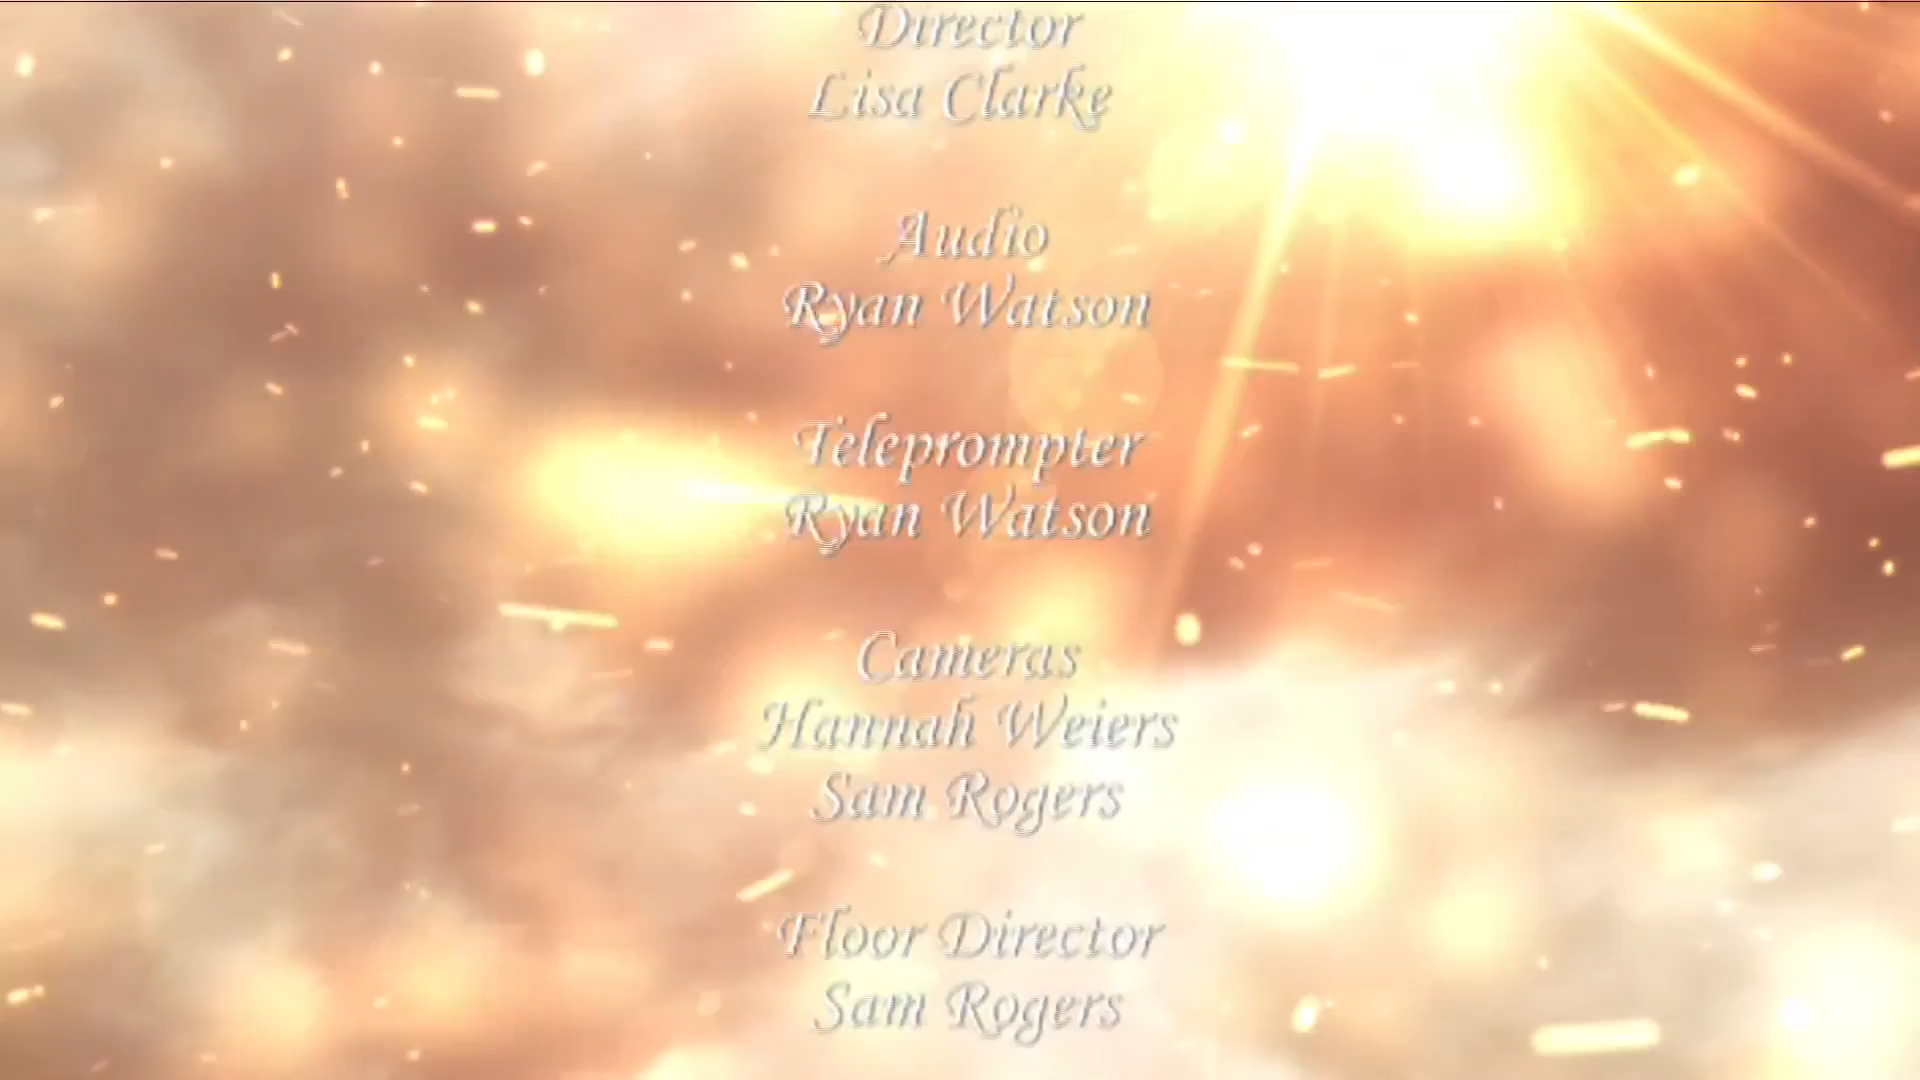 Director
Lisa Clarke
Audio
Ryan Watson
Teleprompter
Ryan Watson
Cameras
Hannah Weiers
Sam Rogers
Floor Director
Sam Rogers